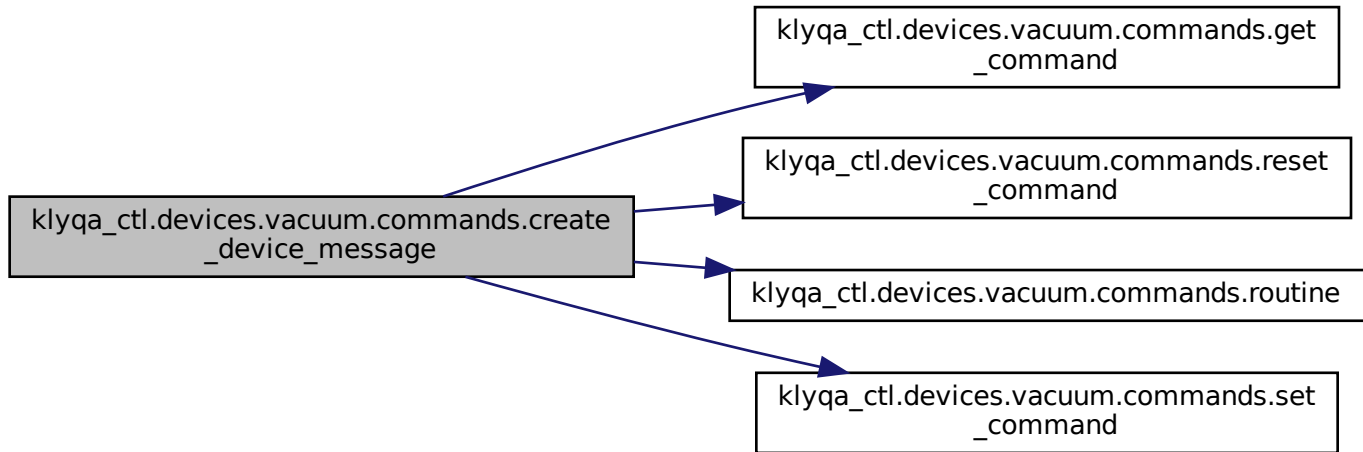 klyqa_ctl.devices.vacuum.commands.create
_device_message
klyqa_ctl.devices.vacuum.commands.get
_command
klyqa_ctl.devices.vacuum.commands.reset
_command
klyqa_ctl.devices.vacuum.commands.routine
klyqa_ctl.devices.vacuum.commands.set
_command